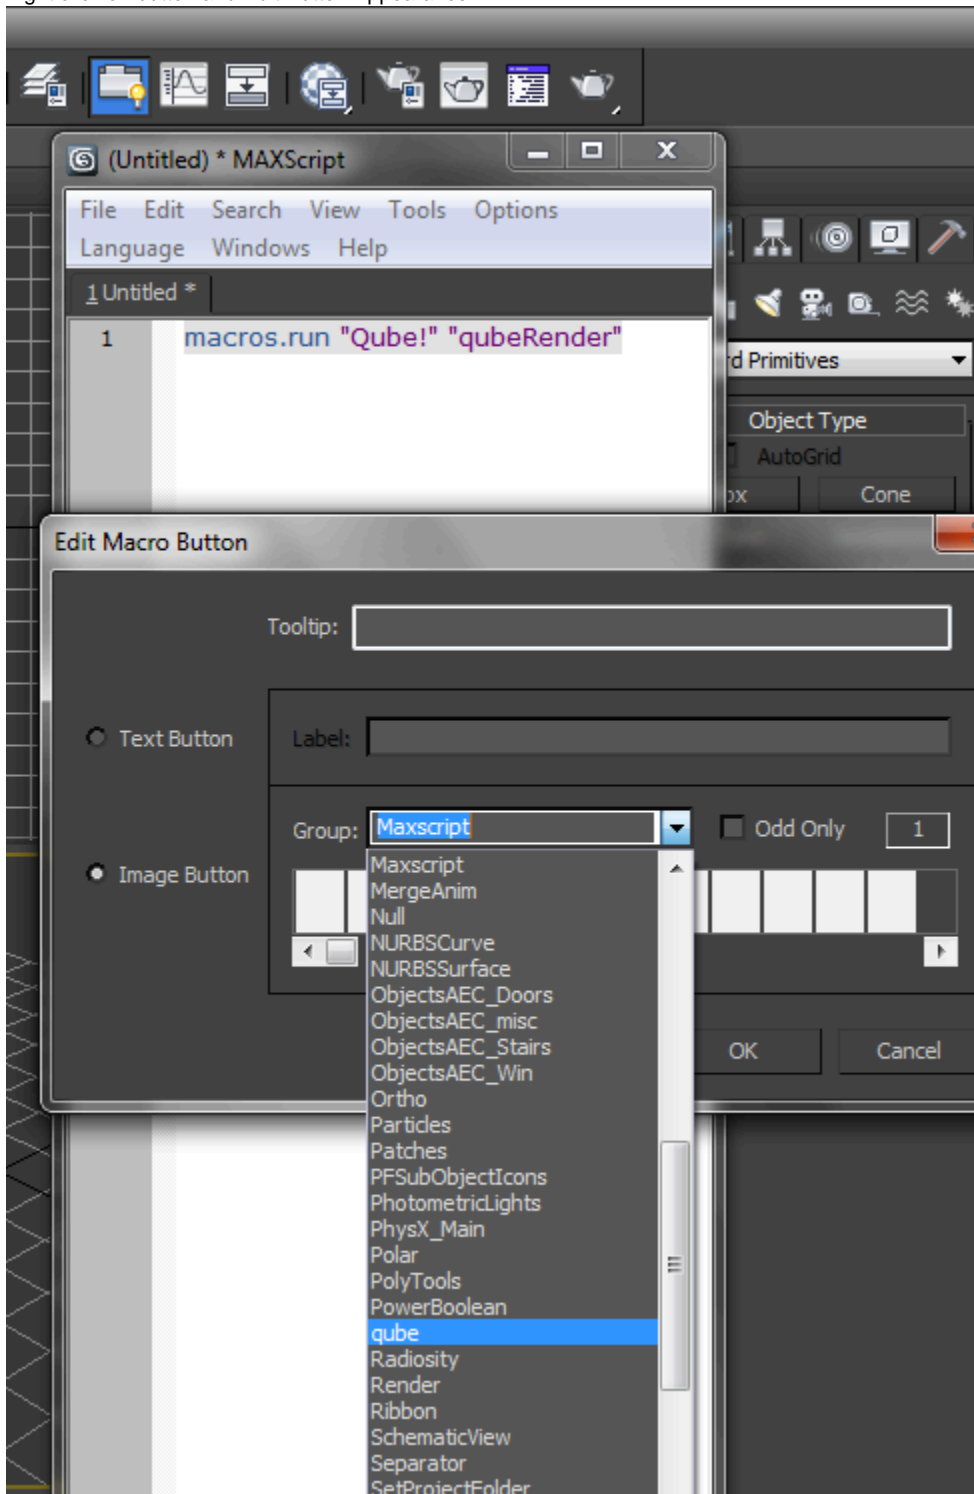 (Untitled) * MAXScript
File Edit Search View Tools Options
Language Windows Help
1 Untitled *
1 macros.run "Qube!" "qubeRender"
rd Primitives
Object Type
AutoGrid
ox Cone
Edit Macro Button
Tooltip:
Text Button Label:
Group: Maxscript Odd Only 1
Image Button
Maxscript
MergeAnim
Null
NURBSCurve
NURBSSurface
ObjectsAEC_Doors
ObjectsAEC_misc
ObjectsAEC_Stairs
ObjectsAEC_Win
OK Cancel
Ortho
Particles
Patches
PFSubObjectIcons
PhotometricLights
PhysX_Main
Polar
PolyTools
PowerBoolean
qube
Radiosity
Render
Ribbon
SchematicView
Separator
SetProjectFolder